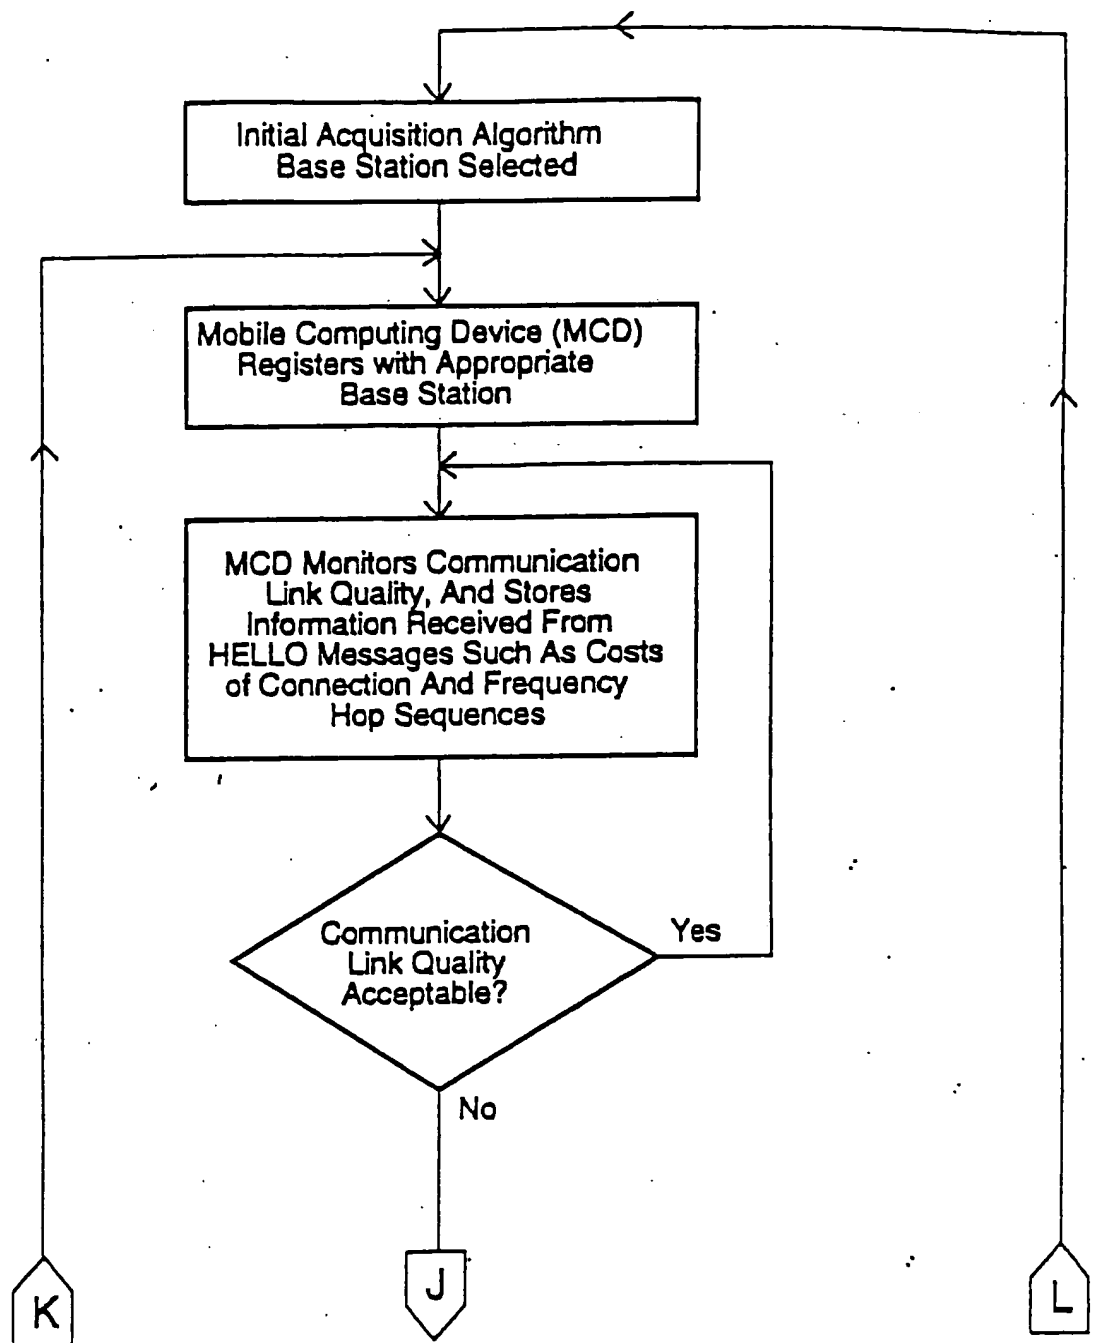 Initial Acquisition Algorithm
Base Station Selected
Mobile Computing Device (MCD)
Registers with Appropriate
Base Station
MCD Monitors Communication
Link Quality, And Stores
Information Received From
HELLO Messages Such As Costs
of Connection And Frequency
Hop Sequences
Communication
Link Quality
Acceptable?
Yes
No
K
J
L